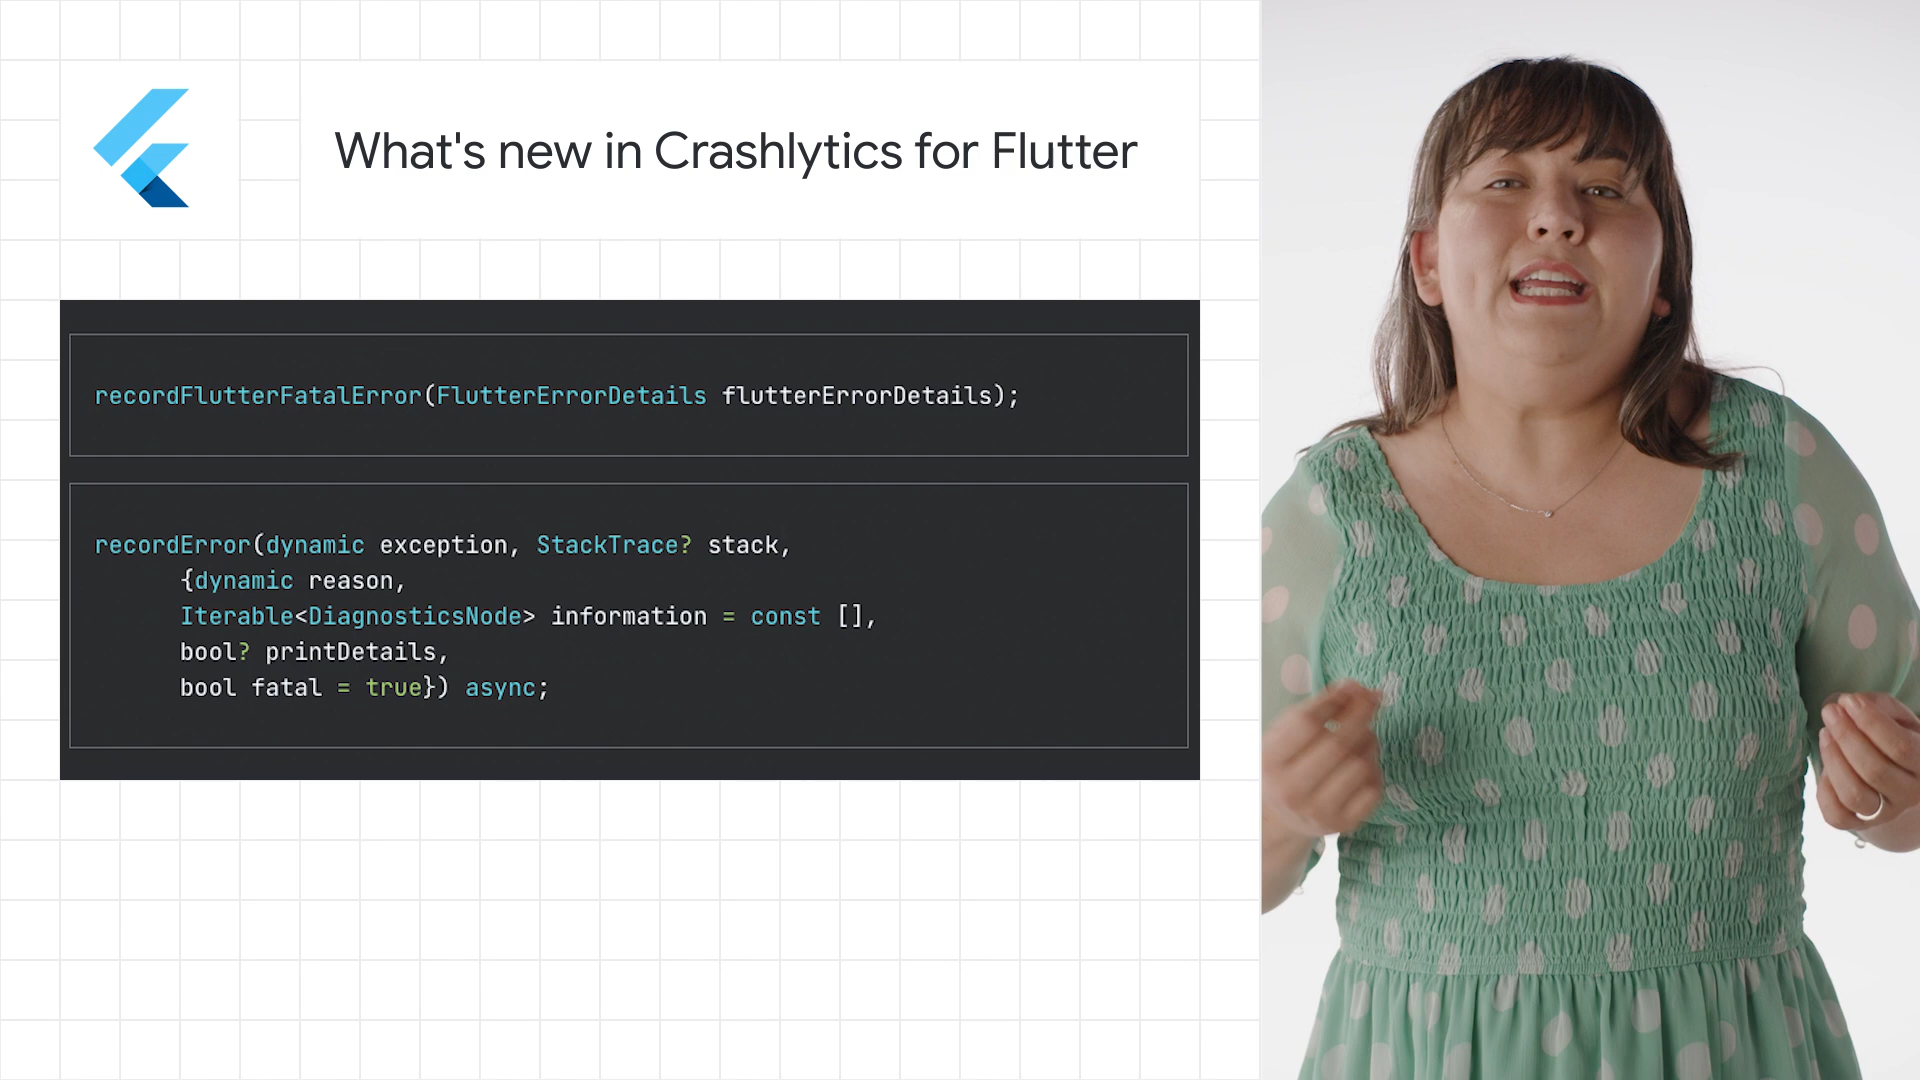 What's new in Crashlytics for Flutter
recordFlutterFatalError(FlutterErrorDetails flutterErrorDetails);
recordError(dynamic exception, StackTrace? stack,
{dynamic reason,
Iterable<DiagnosticsNode> information = const [],
bool? printDetails,
bool fatal = true}) async;